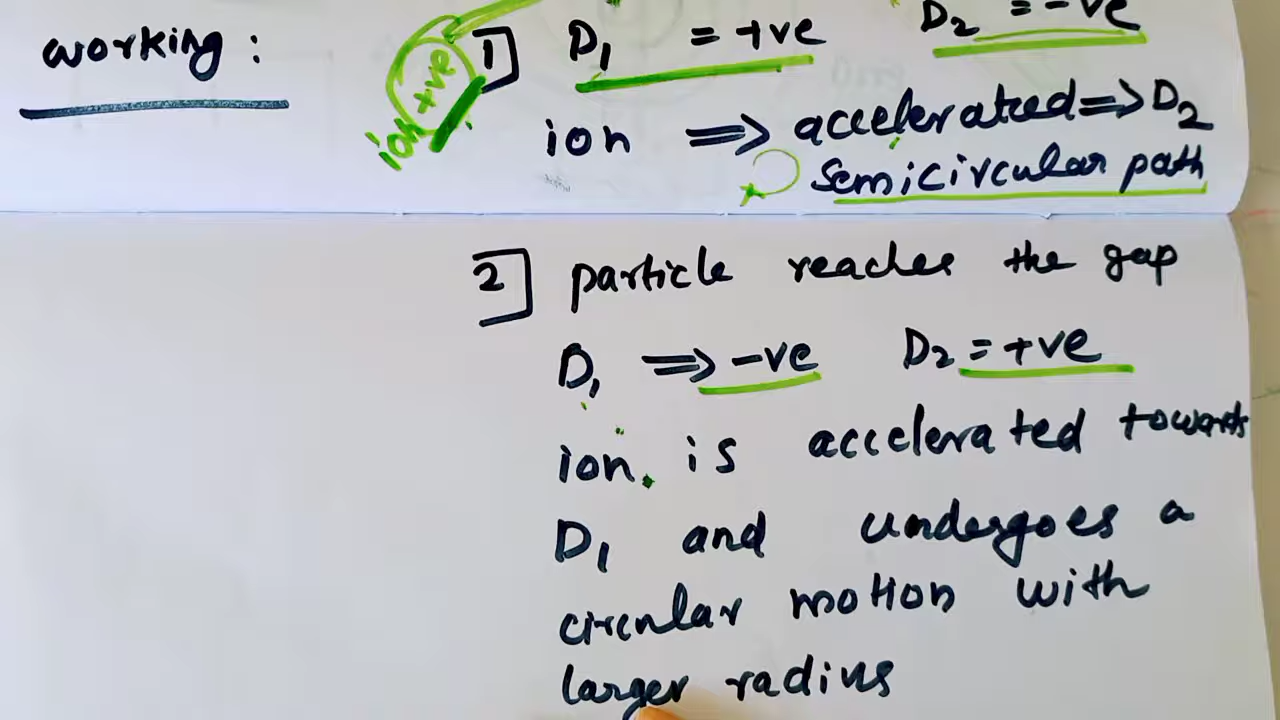 working :
ion +ve
1] D1 = +ve D2 = -ve
ion ⇒ accelerated ⇒ D2
semicircular path
2] particle reaches the gap
D1 ⇒ -ve D2 = +ve
ion is accelerated towards
D1 and undergoes a
circular motion with
larger radius